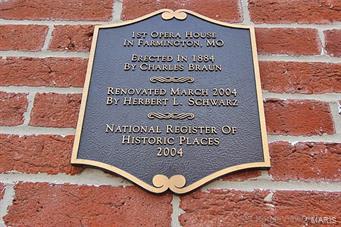 1st Opera House
In Farmington, MO
Erected In 1884
By Charles Braun
Renovated March 2004
By Herbert L. Schwarz
National Register Of
Historic Places
2004
MARIS